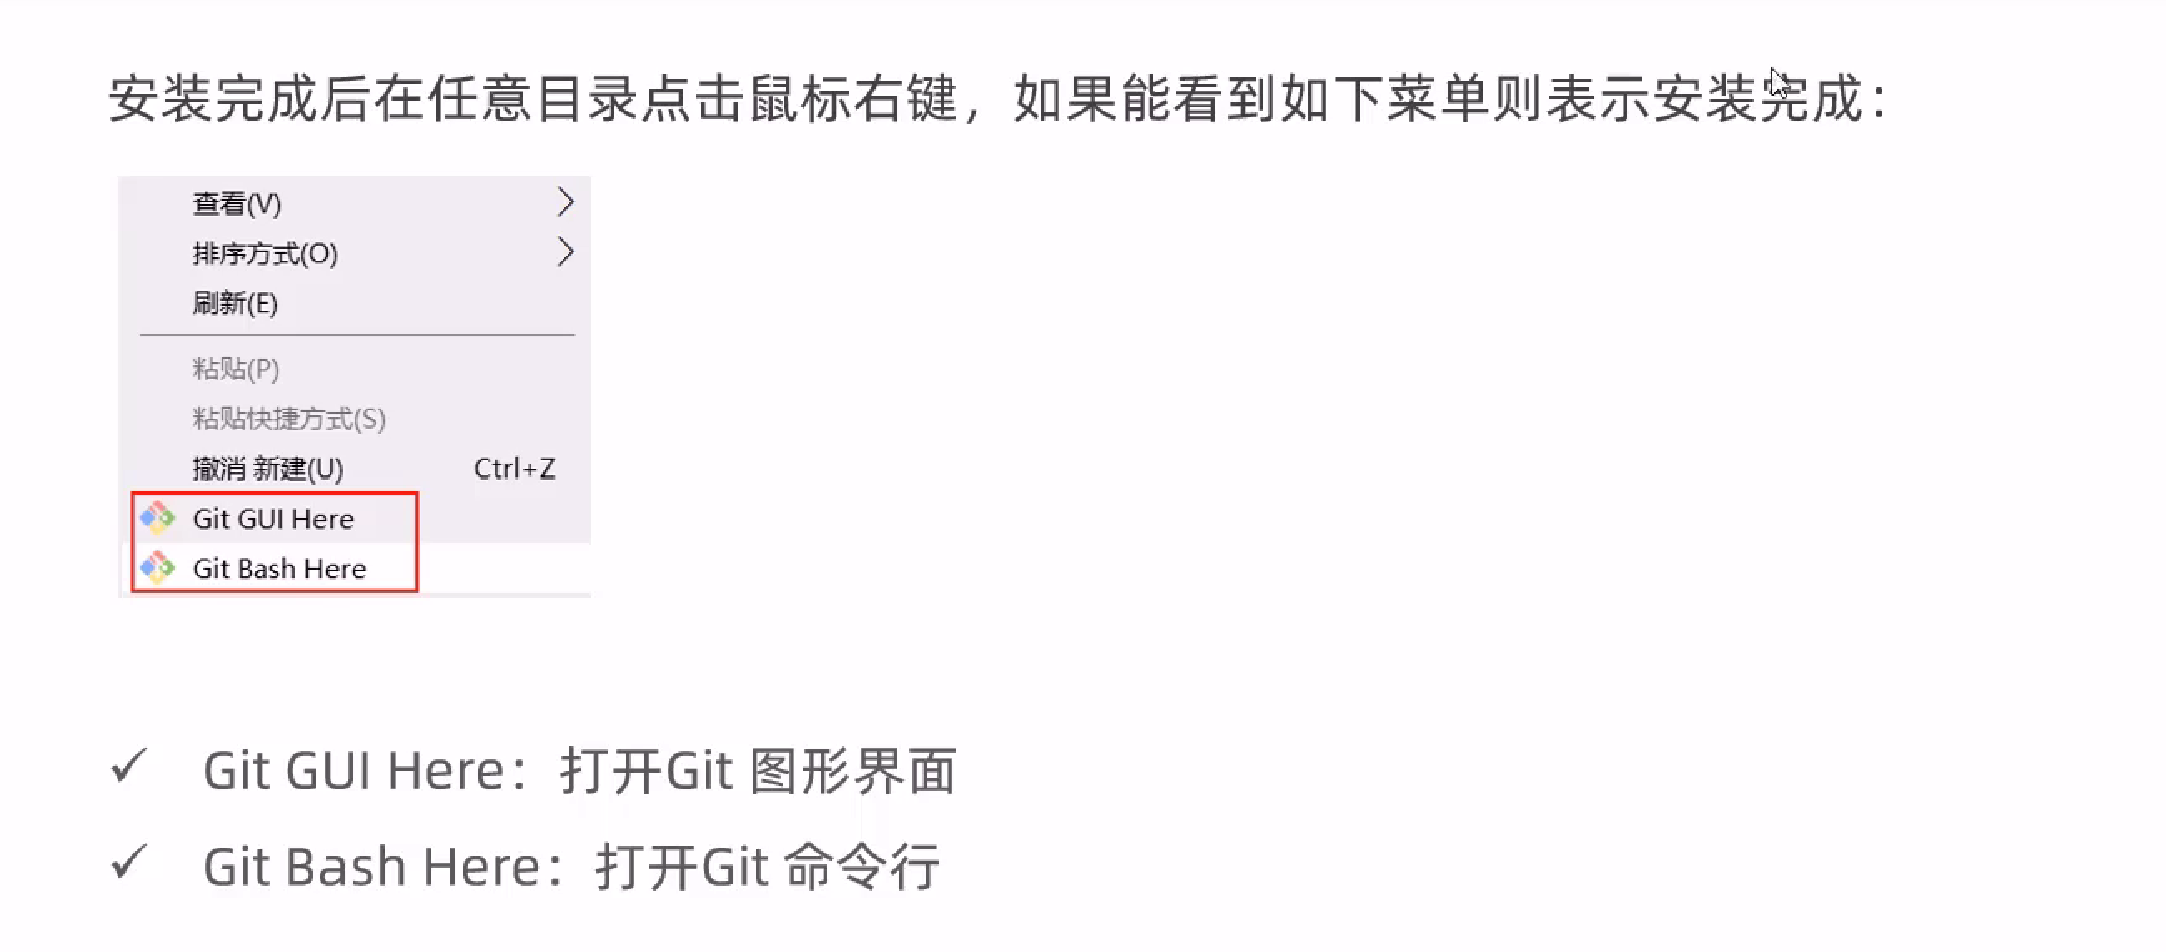 安装完成后在任意目录点击鼠标右键，如果能看到如下菜单则表示安装完成：
查看(V)
排序方式(O)
刷新(E)
粘贴(P)
粘贴快捷方式(S)
撤消 新建(U) Ctrl+Z
Git GUI Here
Git Bash Here
✓ Git GUI Here：打开Git 图形界面
✓ Git Bash Here：打开Git 命令行